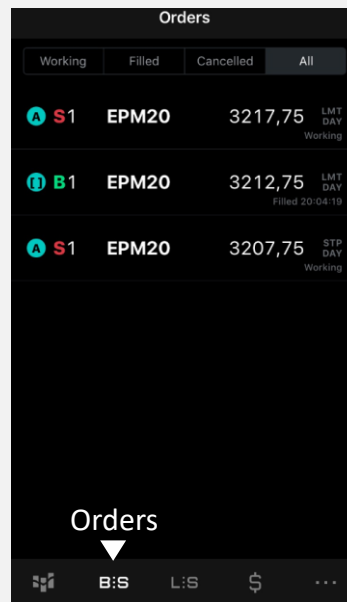 Orders
Working Filled Cancelled All
A S1 EPM20 3217,75 LMT
DAY
Working
[] B1 EPM20 3212,75 LMT
DAY
Filled 20:04:19
A S1 EPM20 3207,75 STP
DAY
Working
Orders
B:S L:S $ ...